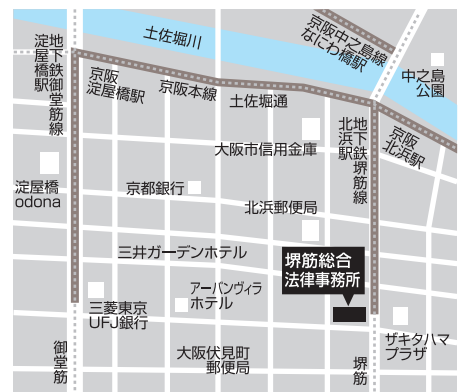 土佐堀川
京阪中之島線
なにわ橋駅
中之島
公園
地下鉄御堂筋線
淀屋橋駅
京阪
淀屋橋駅
京阪本線
土佐堀通
地下鉄堺筋線
北浜駅
京阪
北浜駅
大阪市信用金庫
淀屋橋
odona
京都銀行
北浜郵便局
三井ガーデンホテル
堺筋総合
法律事務所
アーバンヴィラ
ホテル
三菱東京
UFJ銀行
ザキタハマ
プラザ
大阪伏見町
郵便局
御堂筋
堺筋